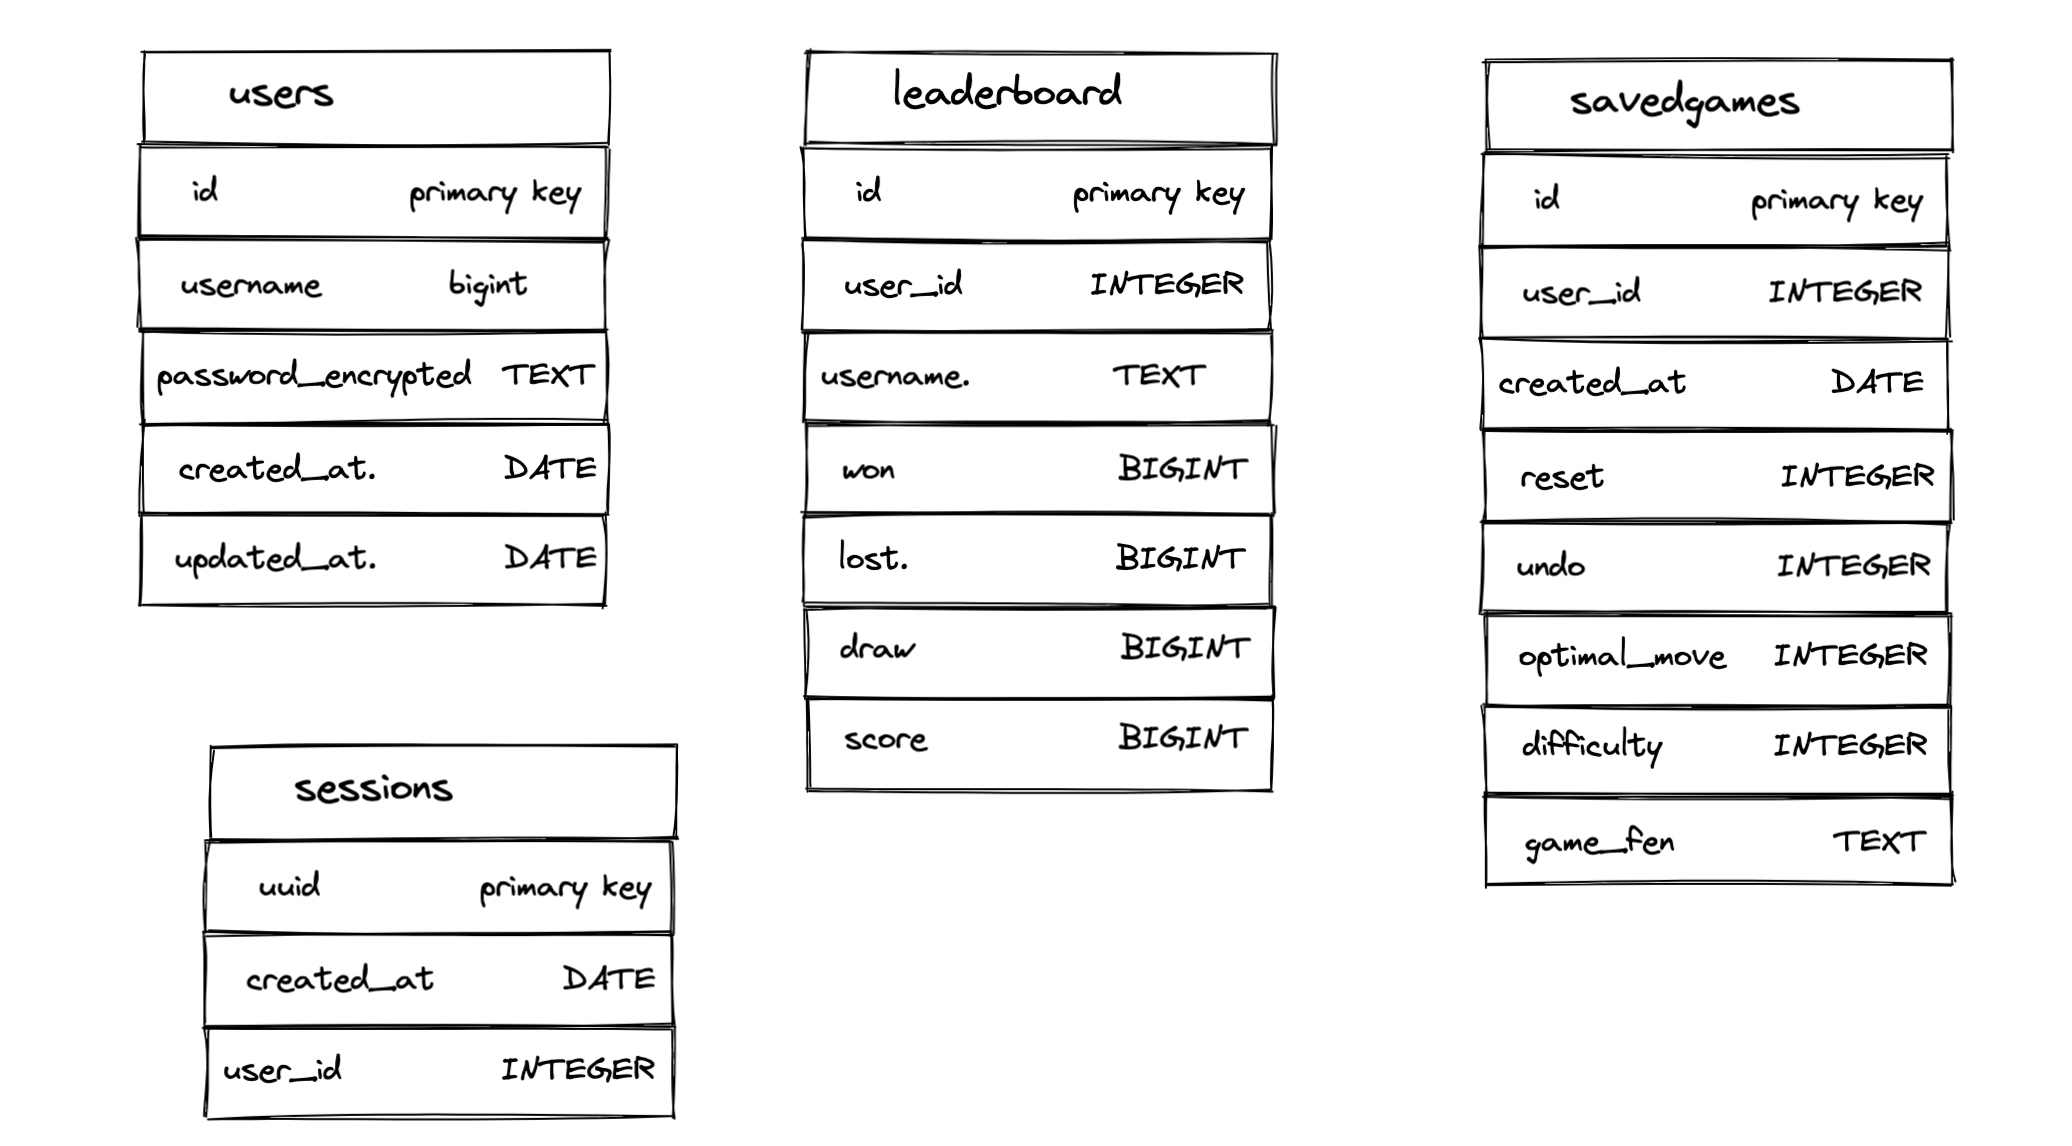 users
id primary key
username bigint
password_encrypted TEXT
created_at. DATE
updated_at. DATE
sessions
uuid primary key
created_at DATE
user_id INTEGER
leaderboard
id primary key
user_id INTEGER
username. TEXT
won BIGINT
lost. BIGINT
draw BIGINT
score BIGINT
savedgames
id primary key
user_id INTEGER
created_at DATE
reset INTEGER
undo INTEGER
optimal_move INTEGER
difficulty INTEGER
game_fen TEXT